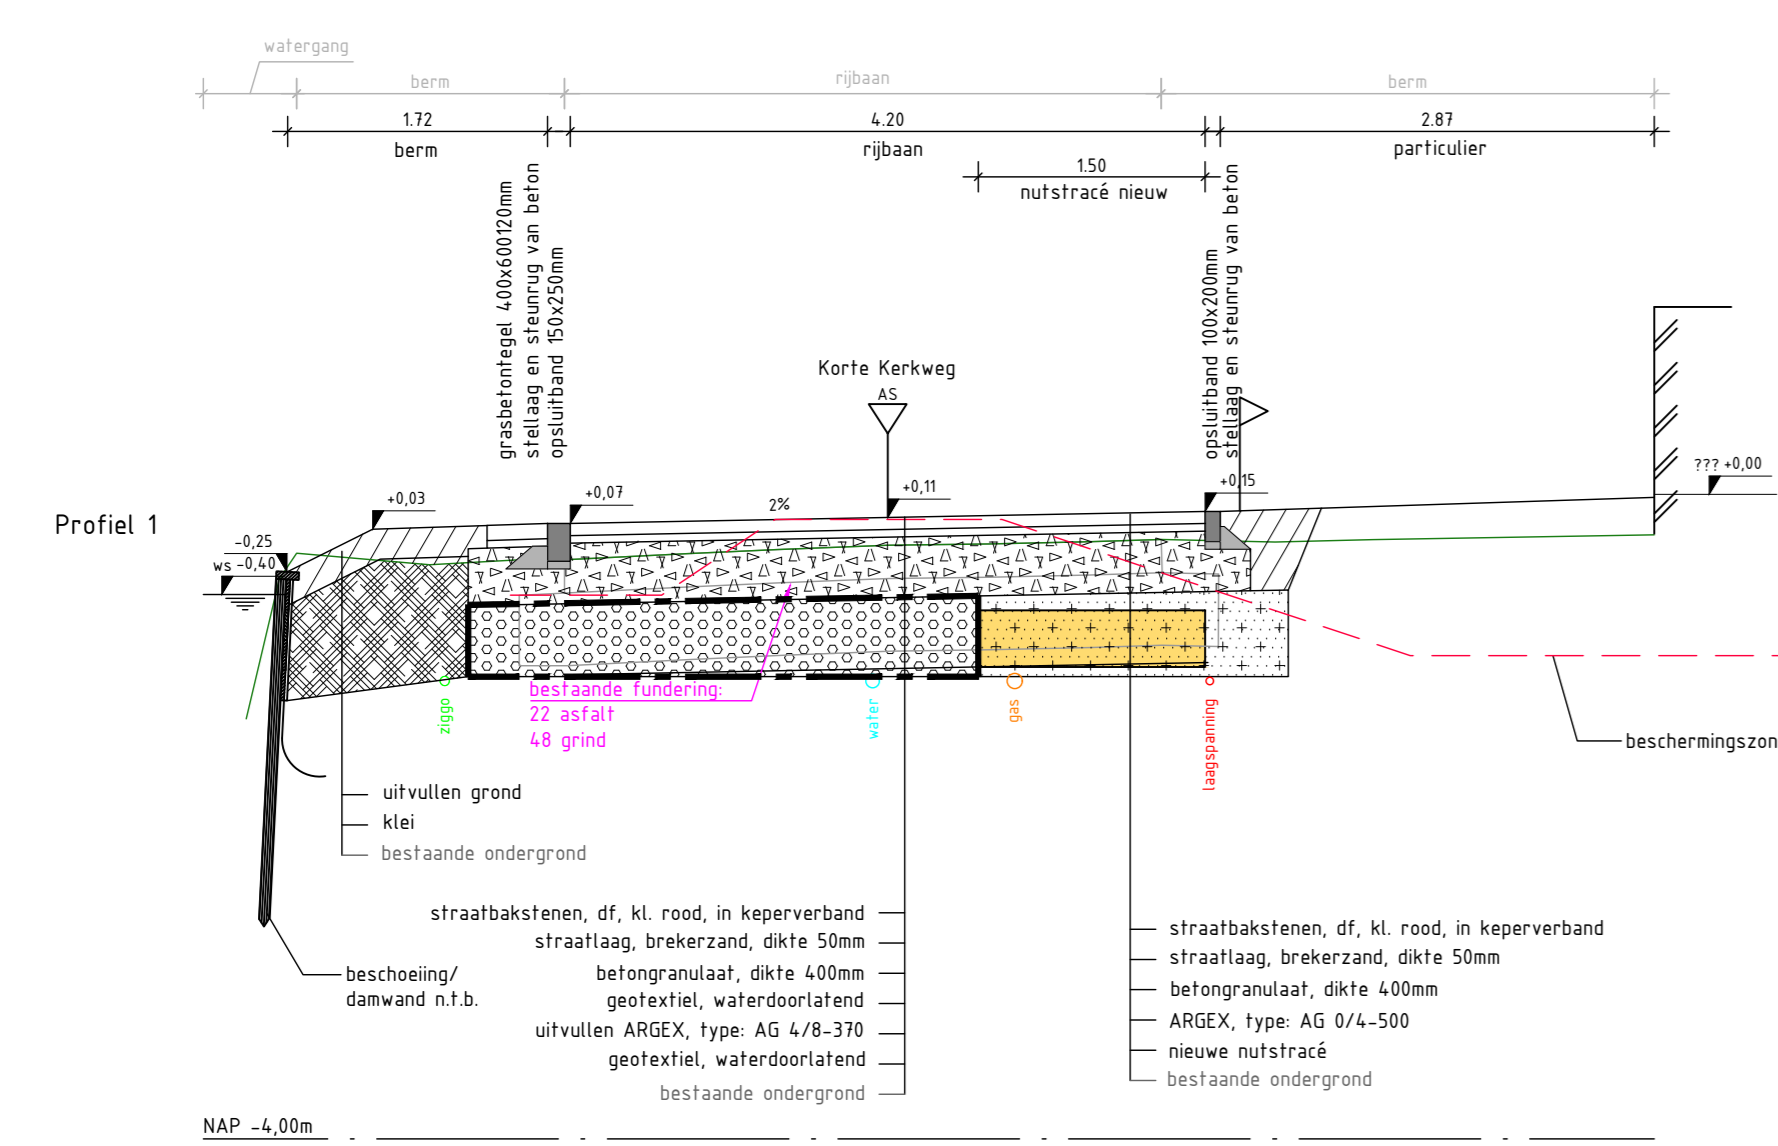 watergang
berm
rijbaan
berm
1.72
4.20
2.87
berm
rijbaan
particulier
1.50
nutstracé nieuw
grasbetontegel 400x600120mm
stellaag en steunrug van beton
opsluitband 150x250mm
opsluitband 100x200mm
stellaag en steunrug van beton
Korte Kerkweg
AS
??? +0,00
+0,03
+0,07
2%
+0,11
+0,15
Profiel 1
-0,25
ws -0,40
ziggo
bestaande fundering:
22 asfalt
48 grind
water
gas
laagspanning
beschermingszon
uitvullen grond
klei
bestaande ondergrond
beschoeiing/
damwand n.t.b.
straatbakstenen, df, kl. rood, in keperverband
straatlaag, brekerzand, dikte 50mm
betongranulaat, dikte 400mm
geotextiel, waterdoorlatend
uitvullen ARGEX, type: AG 4/8-370
geotextiel, waterdoorlatend
bestaande ondergrond
straatbakstenen, df, kl. rood, in keperverband
straatlaag, brekerzand, dikte 50mm
betongranulaat, dikte 400mm
ARGEX, type: AG 0/4-500
nieuwe nutstracé
bestaande ondergrond
NAP -4,00m